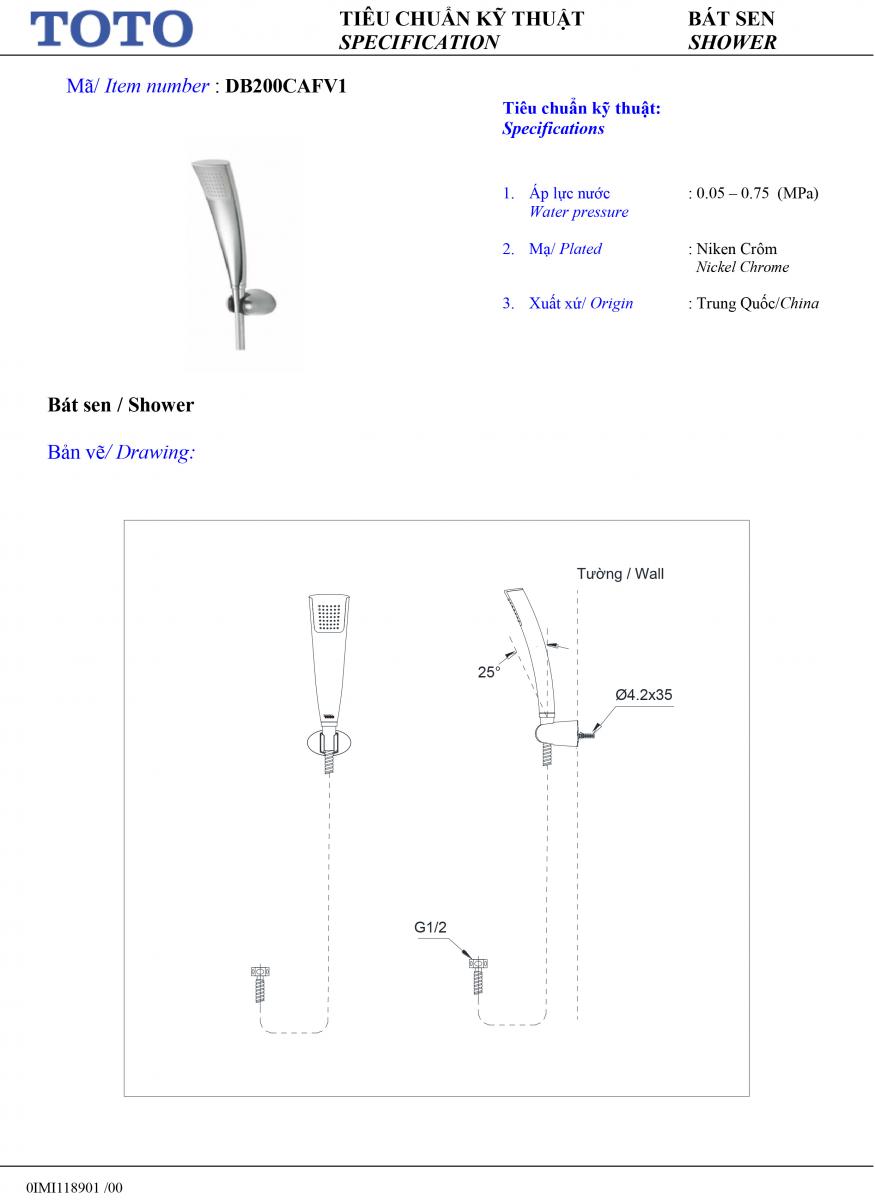 TOTO
TIÊU CHUẨN KỸ THUẬT
SPECIFICATION
BÁT SEN
SHOWER
Mã/ Item number : DB200CAFV1
Tiêu chuẩn kỹ thuật:
Specifications
1. Áp lực nước : 0.05 – 0.75 (MPa)
Water pressure
2. Mạ/ Plated : Niken Crôm
Nickel Chrome
3. Xuất xứ/ Origin : Trung Quốc/China
Bát sen / Shower
Bản vẽ/ Drawing:
Tường / Wall
25°
Ø4.2x35
TOTO
G1/2
0IMI118901 /00